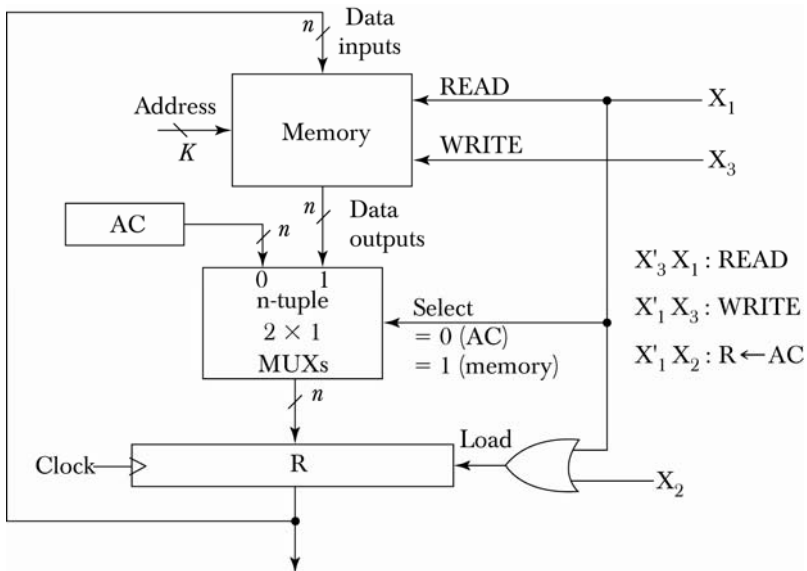 n
Data
inputs
READ
X₁
Address
K
Memory
WRITE
X₃
AC
n
n
Data
outputs
0 1
n-tuple
2 × 1
MUXs
Select
= 0 (AC)
= 1 (memory)
X'₃ X₁ : READ
X'₁ X₃ : WRITE
X'₁ X₂ : R ← AC
n
Clock
R
Load
X₂